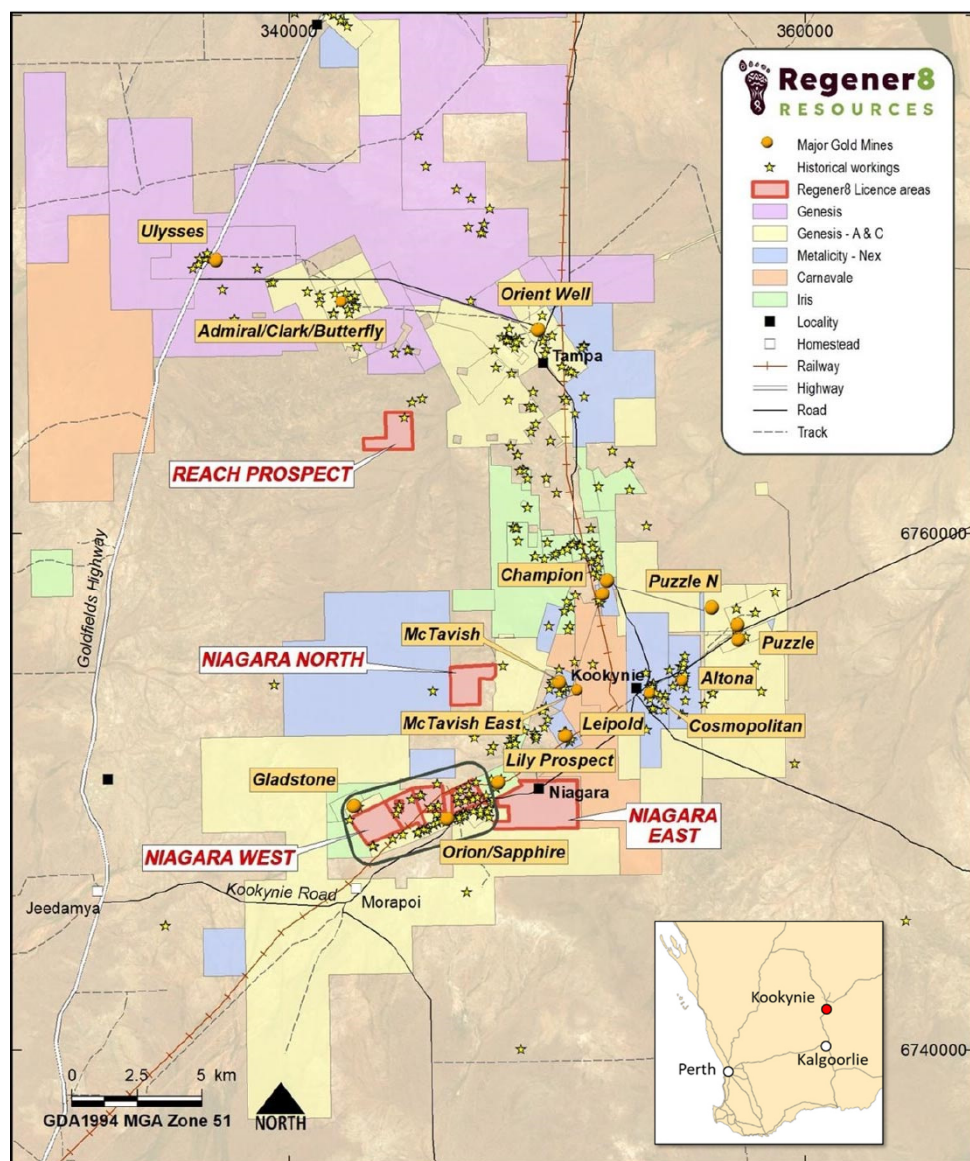 340000
360000
Regener8
RESOURCES
Major Gold Mines
Historical workings
Regener8 Licence areas
Genesis
Genesis - A & C
Metalicity - Nex
Carnavale
Iris
Locality
Homestead
Railway
Highway
Road
Track
Ulysses
Orient Well
Admiral/Clark/Butterfly
Tampa
REACH PROSPECT
6760000
Goldfields Highway
Champion
Puzzle N
McTavish
Puzzle
NIAGARA NORTH
Kookynie
Altona
McTavish East
Leipold
Cosmopolitan
Lily Prospect
Gladstone
Niagara
NIAGARA
EAST
NIAGARA WEST
Orion/Sapphire
Kookynie Road
Jeedamya
Morapoi
Kookynie
Kalgoorlie
Perth
6740000
0 2.5 5 km
GDA1994 MGA Zone 51
NORTH